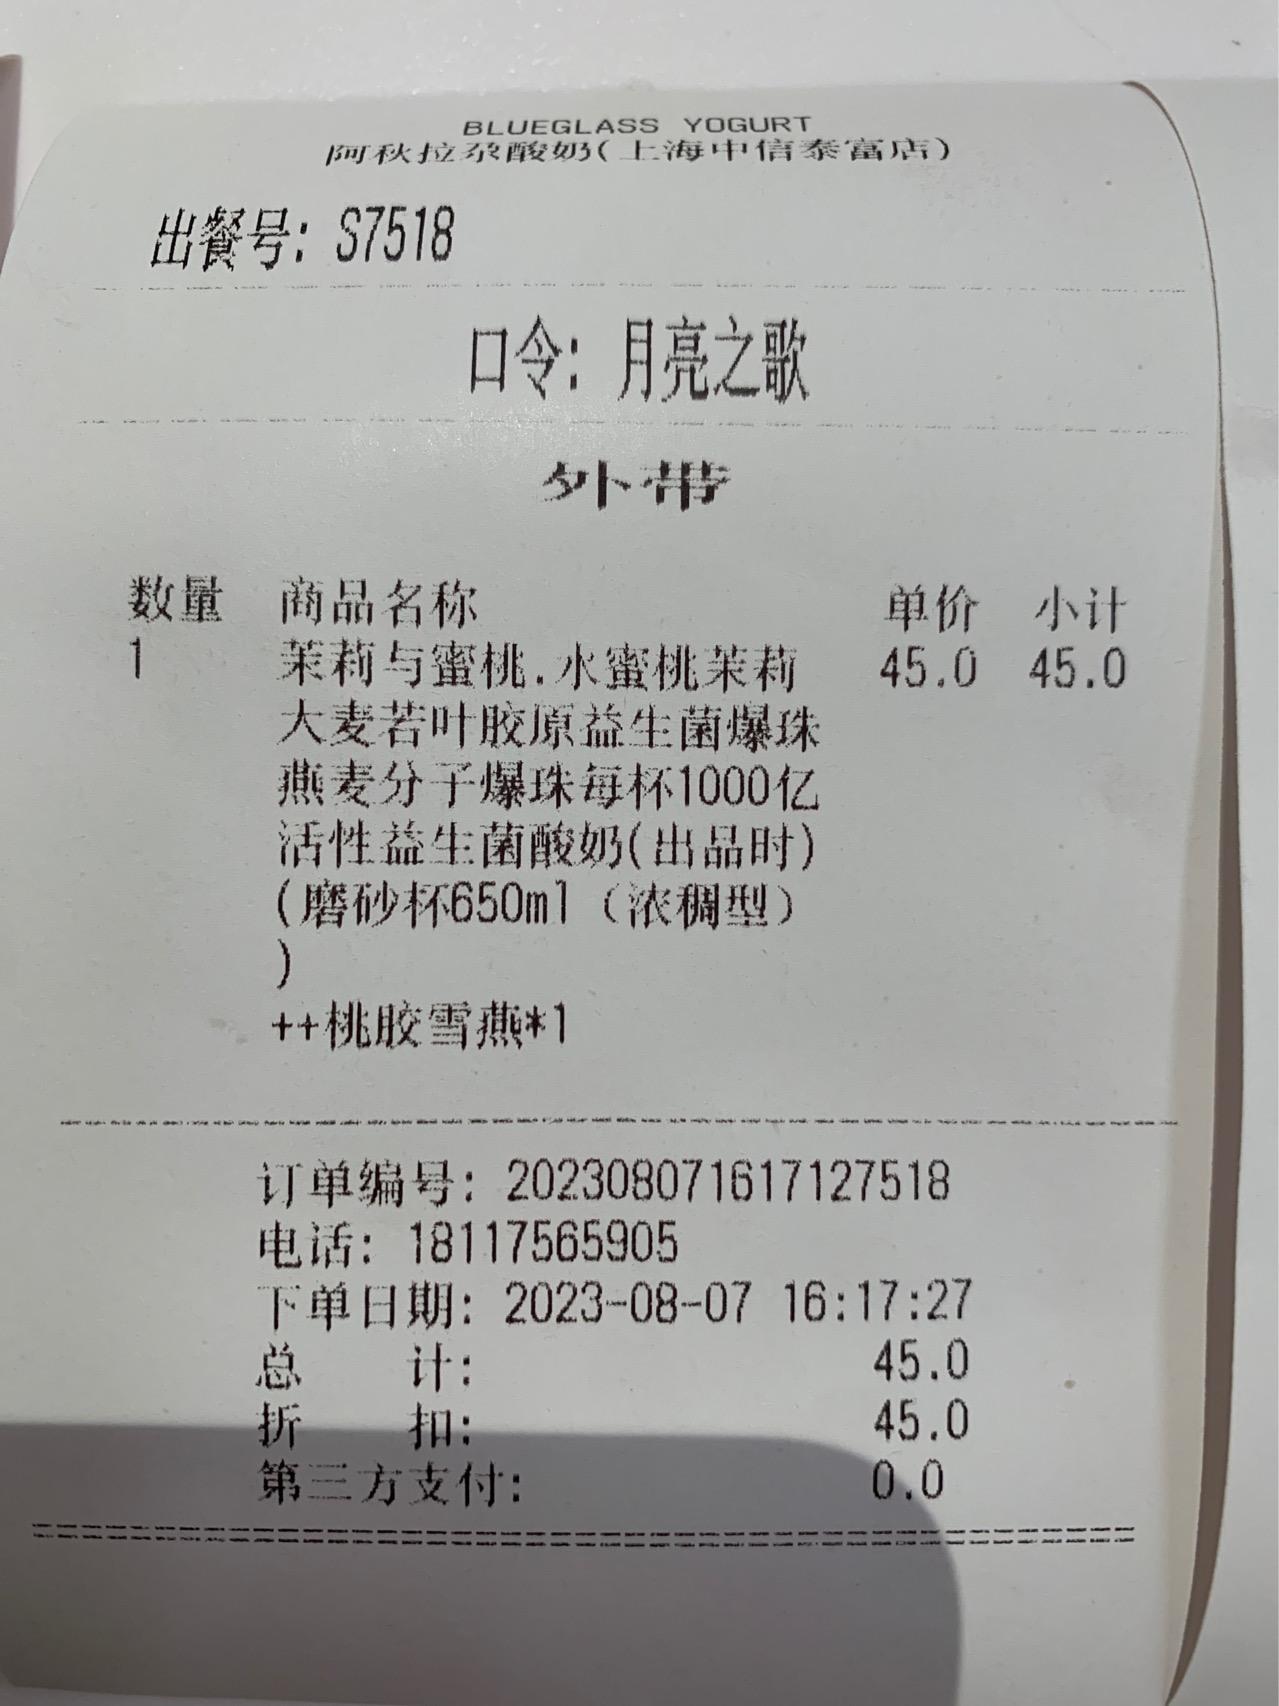 BLUEGLASS YOGURT
阿秋拉尕酸奶(上海中信泰富店)
出餐号: S7518
口令: 月亮之歌
外带
数量 商品名称 单价 小计
1 茉莉与蜜桃.水蜜桃茉莉 45.0 45.0
大麦若叶胶原益生菌爆珠
燕麦分子爆珠每杯1000亿
活性益生菌酸奶(出品时)
(磨砂杯650ml（浓稠型）
)
++桃胶雪燕*1
订单编号: 202308071617127518
电话: 18117565905
下单日期: 2023-08-07 16:17:27
总 计: 45.0
折 扣: 45.0
第三方支付: 0.0